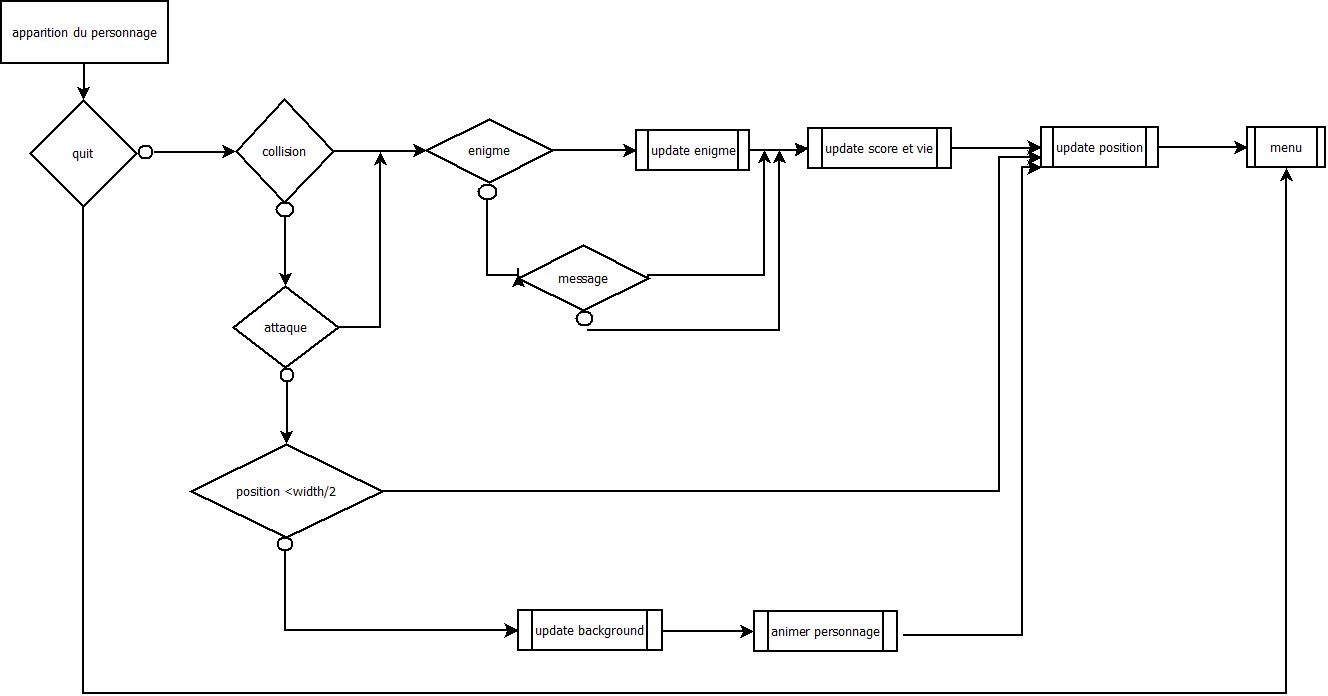 apparition du personnage
quit
collision
enigme
update enigme
update score et vie
update position
menu
message
attaque
position <width/2
update background
animer personnage